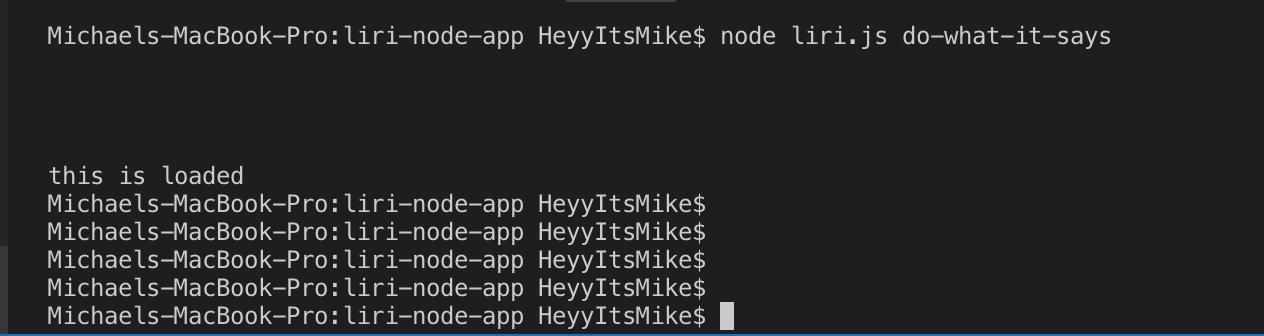 Michaels-MacBook-Pro:liri-node-app HeyyItsMike$ node liri.js do-what-it-says
this is loaded
Michaels-MacBook-Pro:liri-node-app HeyyItsMike$
Michaels-MacBook-Pro:liri-node-app HeyyItsMike$
Michaels-MacBook-Pro:liri-node-app HeyyItsMike$
Michaels-MacBook-Pro:liri-node-app HeyyItsMike$
Michaels-MacBook-Pro:liri-node-app HeyyItsMike$